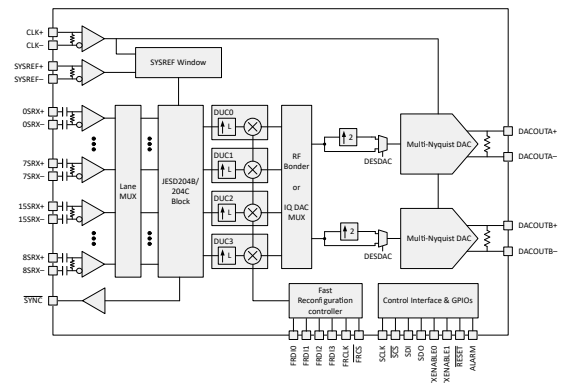 CLK+
CLK–
SYSREF+
SYSREF–
SYSREF Window
0SRX+
0SRX–
7SRX+
7SRX–
15SRX+
15SRX–
8SRX+
8SRX–
SYNC
Lane
MUX
JESD204B/
204C
Block
DUC0
L
DUC1
L
DUC2
L
DUC3
L
RF
Bonder
or
IQ DAC
MUX
2
DESDAC
2
DESDAC
Multi-Nyquist DAC
Multi-Nyquist DAC
DACOUTA+
DACOUTA–
DACOUTB+
DACOUTB–
Fast
Reconfiguration
controller
Control Interface & GPIOs
FRDI0
FRDI1
FRDI2
FRDI3
FRCLK
FRCS
SCLK
SCS
SDI
SDO
TXENABLE0
TXENABLE1
RESET
ALARM